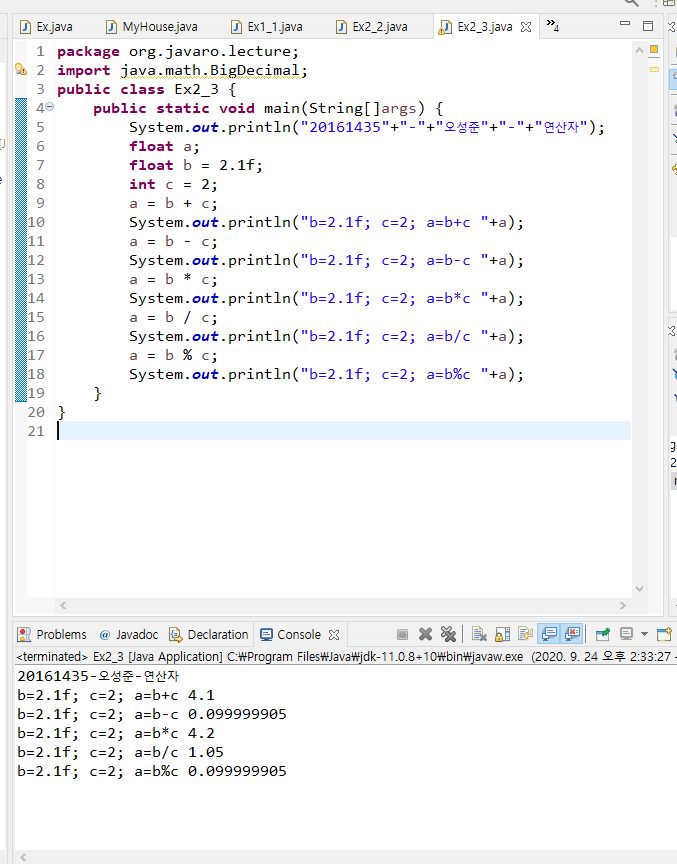 Ex.java MyHouse.java Ex1_1.java Ex2_2.java Ex2_3.java »4
1 package org.javaro.lecture;
2 import java.math.BigDecimal;
3 public class Ex2_3 {
4 public static void main(String[]args) {
5 System.out.println("20161435"+"-"+"오성준"+"-"+"연산자");
6 float a;
7 float b = 2.1f;
8 int c = 2;
9 a = b + c;
10 System.out.println("b=2.1f; c=2; a=b+c "+a);
11 a = b - c;
12 System.out.println("b=2.1f; c=2; a=b-c "+a);
13 a = b * c;
14 System.out.println("b=2.1f; c=2; a=b*c "+a);
15 a = b / c;
16 System.out.println("b=2.1f; c=2; a=b/c "+a);
17 a = b % c;
18 System.out.println("b=2.1f; c=2; a=b%c "+a);
19 }
20 }
21
Problems @ Javadoc Declaration Console
<terminated> Ex2_3 [Java Application] C:₩Program Files₩Java₩jdk-11.0.8+10₩bin₩javaw.exe (2020. 9. 24 오후 2:33:27 -
20161435-오성준-연산자
b=2.1f; c=2; a=b+c 4.1
b=2.1f; c=2; a=b-c 0.099999905
b=2.1f; c=2; a=b*c 4.2
b=2.1f; c=2; a=b/c 1.05
b=2.1f; c=2; a=b%c 0.099999905